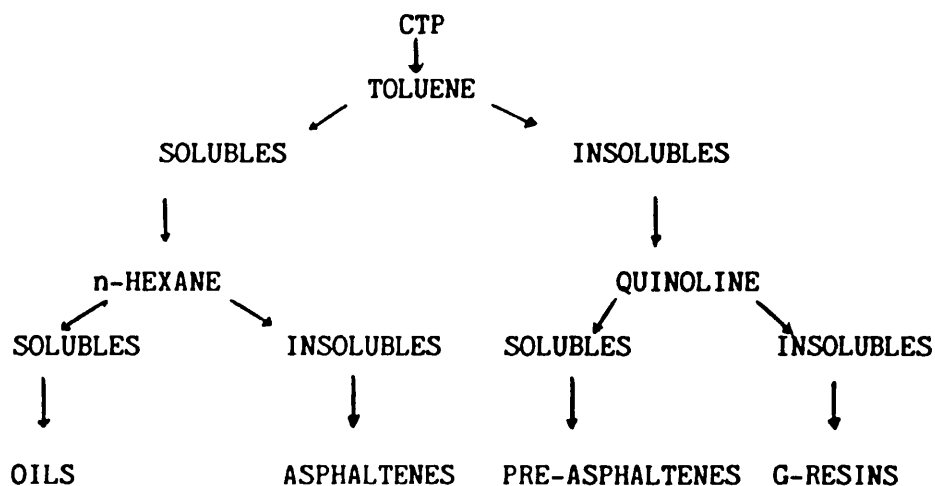 CTP
TOLUENE
SOLUBLES INSOLUBLES
n-HEXANE QUINOLINE
SOLUBLES INSOLUBLES SOLUBLES INSOLUBLES
OILS ASPHALTENES PRE-ASPHALTENES G-RESINS